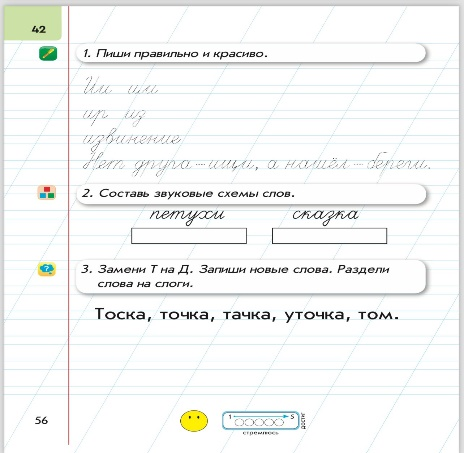 42
1. Пиши правильно и красиво.
Ии ии
ир из
извинение
Нет друга – ищи, а нашёл – береги.
2. Составь звуковые схемы слов.
петухи сказка
3. Замени Т на Д. Запиши новые слова. Раздели
слова на слоги.
Тоска, точка, тачка, уточка, том.
56
1 5
стремлюсь